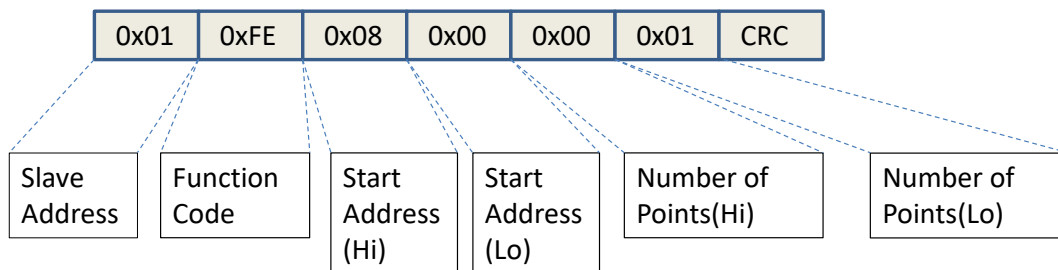 0x01 0xFE 0x08 0x00 0x00 0x01 CRC
Slave
Address
Function
Code
Start
Address
(Hi)
Start
Address
(Lo)
Number of
Points(Hi)
Number of
Points(Lo)